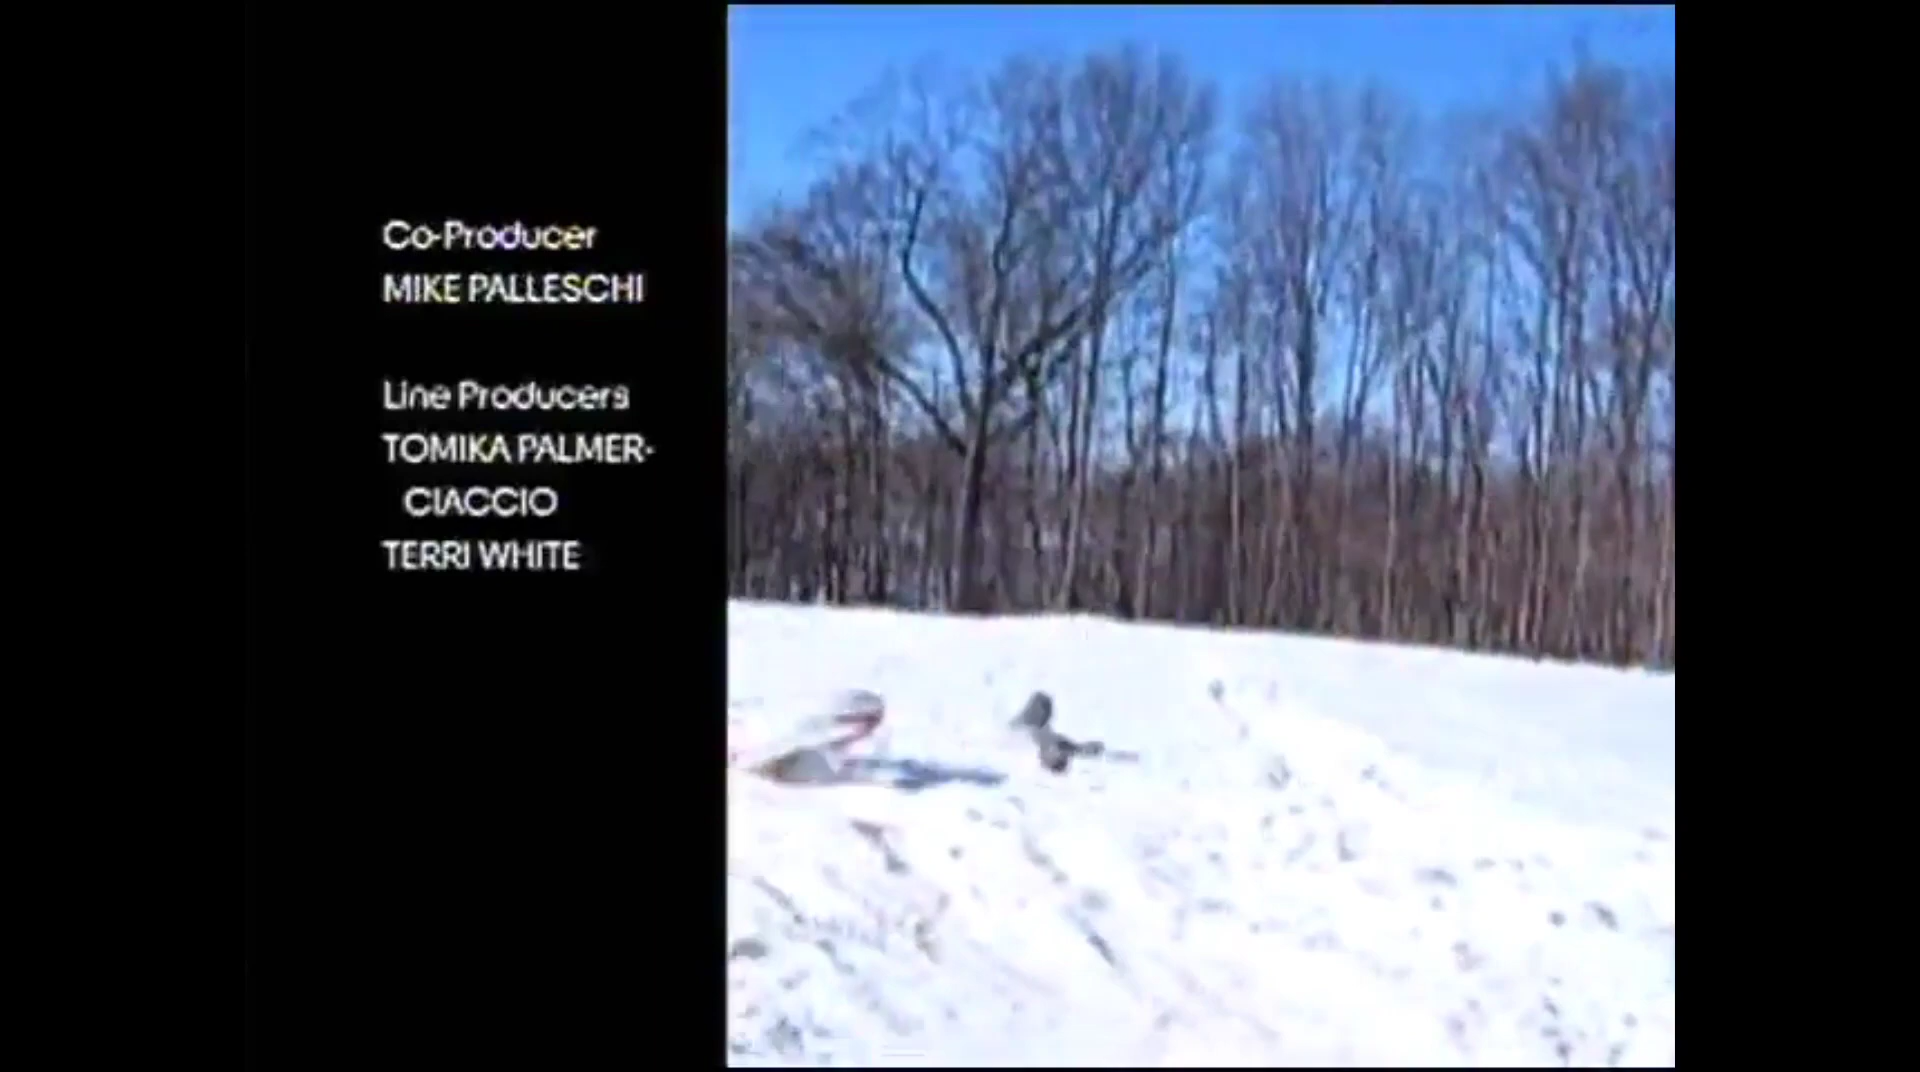 Co-Producer
MIKE PALLESCHI
Line Producers
TOMIKA PALMER-
CIACCIO
TERRI WHITE